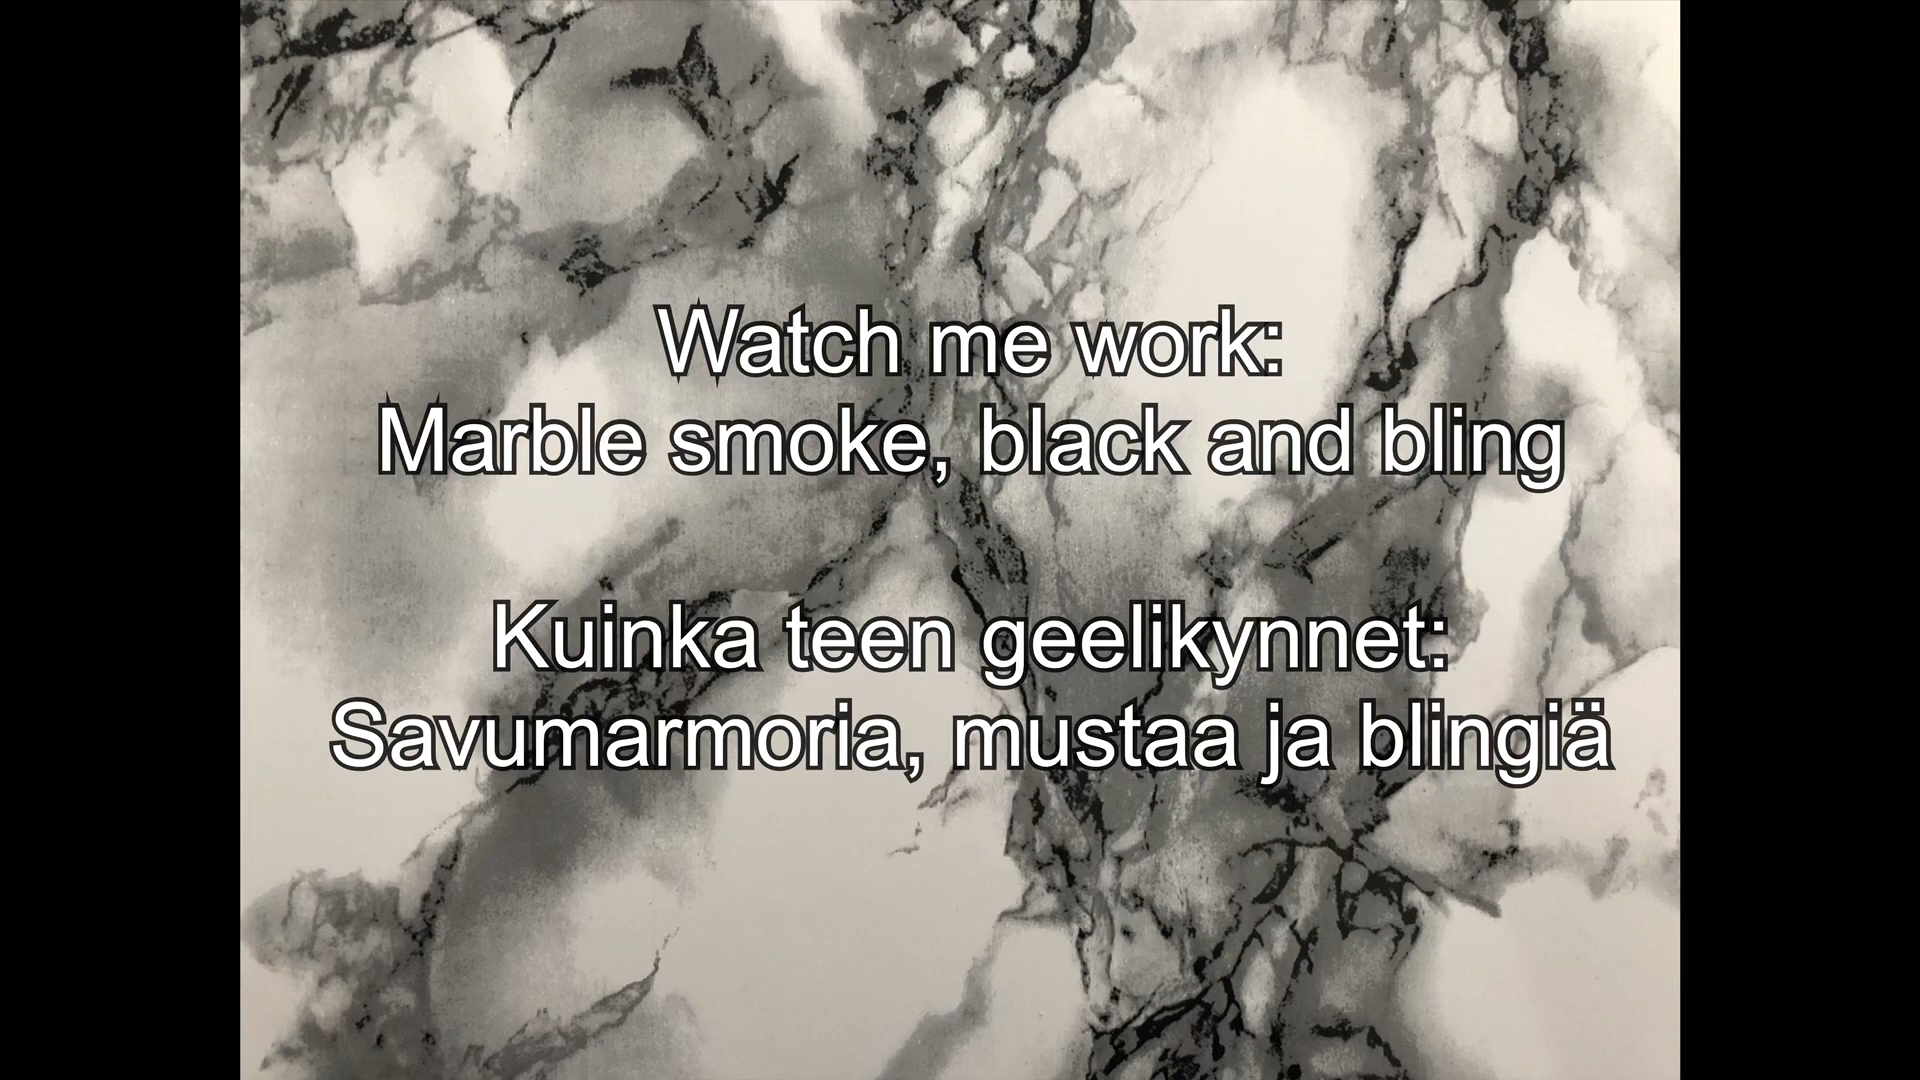 Watch me work:
Marble smoke, black and bling
Kuinka teen geelikynnet:
Savumarmoria, mustaa ja blingiä